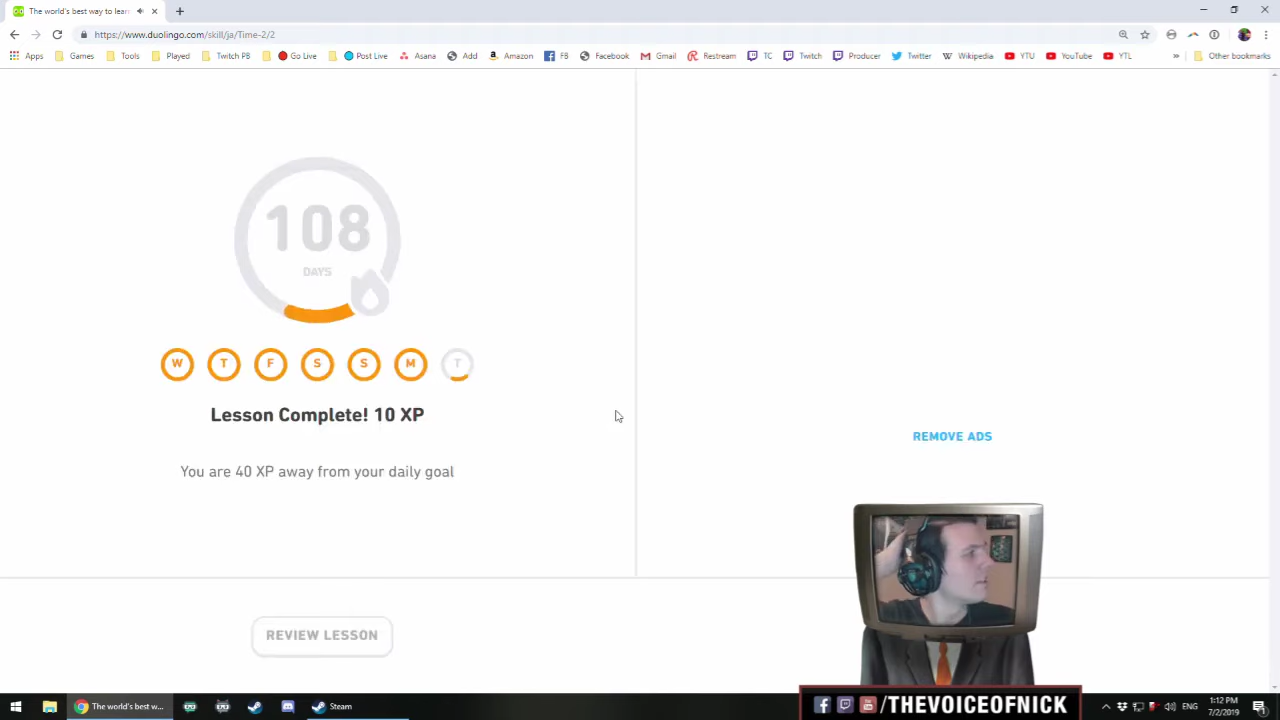 The world's best way to lear
https://www.duolingo.com/skill/ja/Time-2/2
Apps Games Tools Played Twitch PB Go Live Post Live Asana Add Amazon FB Facebook Gmail Restream TC Twitch Producer Twitter Wikipedia YTU YouTube YTL » Other bookmarks
108
DAYS
W T F S S M T
Lesson Complete! 10 XP
You are 40 XP away from your daily goal
REMOVE ADS
REVIEW LESSON
/THEVOICEOFNICK
The world's best w...
Steam
ENG
1:12 PM
7/2/2019